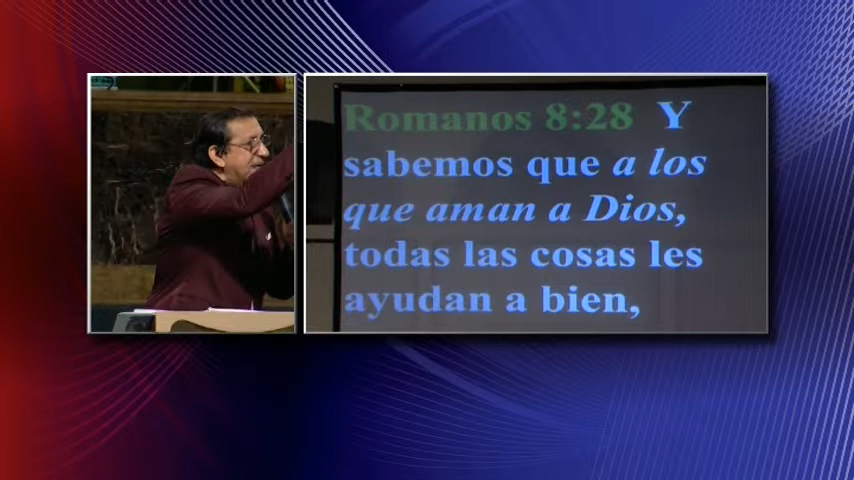 Romanos 8:28 Y
sabemos que a los
que aman a Dios,
todas las cosas les
ayudan a bien,